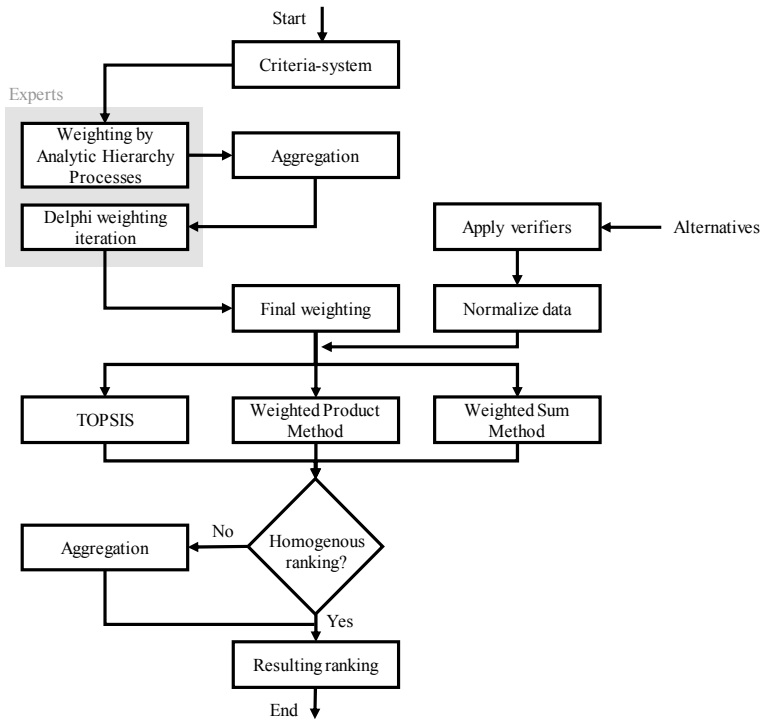 Start
Criteria-system
Experts
Weighting by
Analytic Hierarchy
Processes
Aggregation
Delphi weighting
iteration
Apply verifiers
Alternatives
Final weighting
Normalize data
TOPSIS
Weighted Product
Method
Weighted Sum
Method
Homogenous
ranking?
No
Aggregation
Yes
Resulting ranking
End